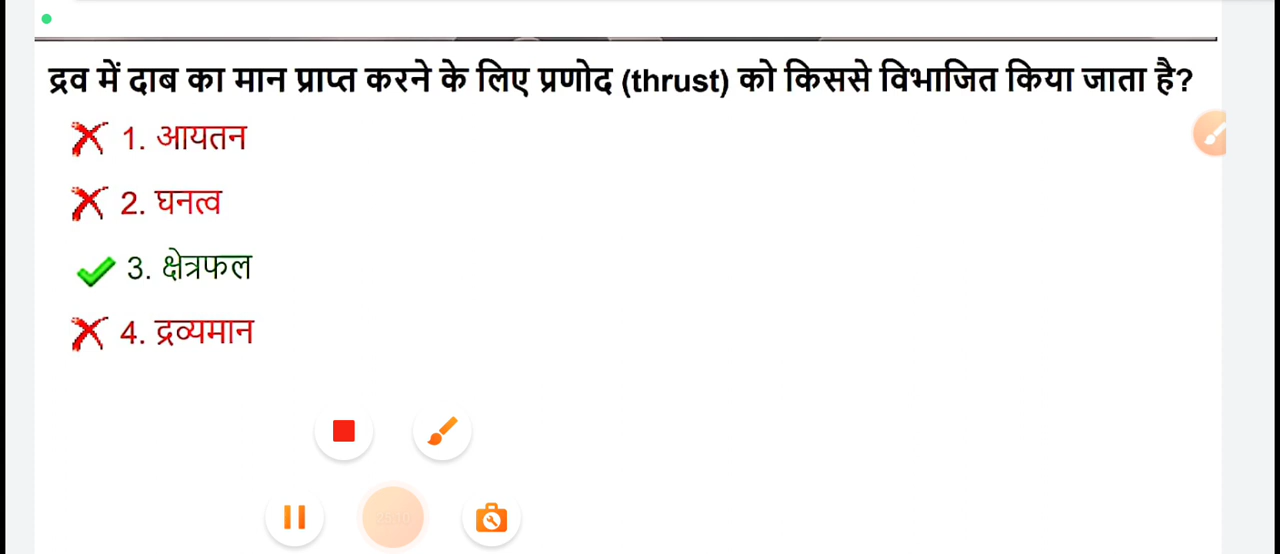 द्रव में दाब का मान प्राप्त करने के लिए प्रणोद (thrust) को किससे विभाजित किया जाता है?
1. आयतन
2. घनत्व
3. क्षेत्रफल
4. द्रव्यमान